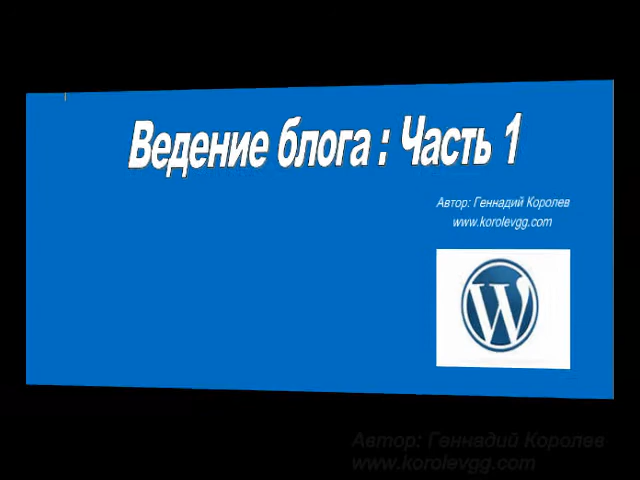 Ведение блога : Часть 1
Автор: Геннадий Королев
www.korolevgg.com
W
Автор: Геннадий Королев
www.korolevgg.com